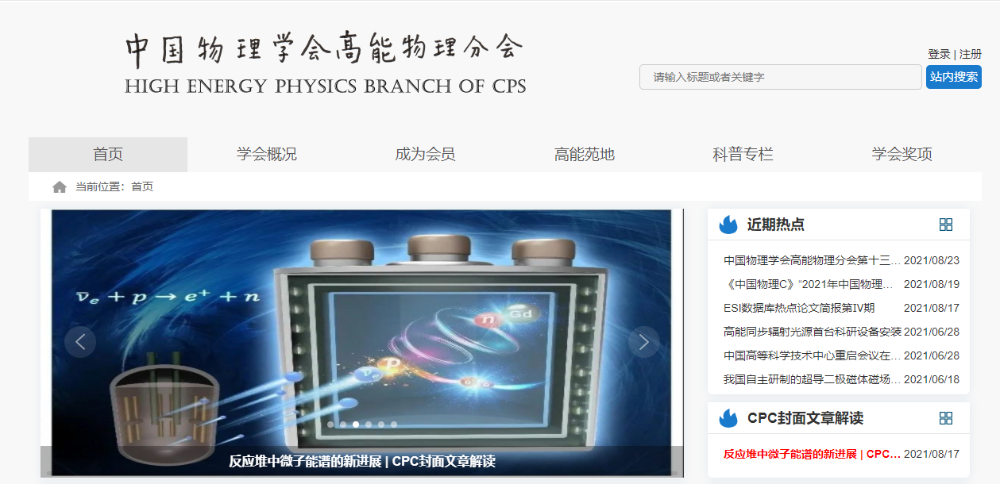 中国物理学会高能物理分会
HIGH ENERGY PHYSICS BRANCH OF CPS
登录 | 注册
请输入标题或者关键字
站内搜索
首页 学会概况 成为会员 高能苑地 科普专栏 学会奖项
当前位置：首页
ν̅e + p → e⁺ + n
n
Gd
p
νe
e
e
反应堆中微子能谱的新进展 | CPC封面文章解读
近期热点
中国物理学会高能物理分会第十三… 2021/08/23
《中国物理C》“2021年中国物理… 2021/08/19
ESI数据库热点论文简报第IV期 2021/08/17
高能同步辐射光源首台科研设备安装 2021/06/28
中国高等科学技术中心重启会议在… 2021/06/28
我国自主研制的超导二极磁体磁场… 2021/06/18
CPC封面文章解读
反应堆中微子能谱的新进展 | CPC… 2021/08/17